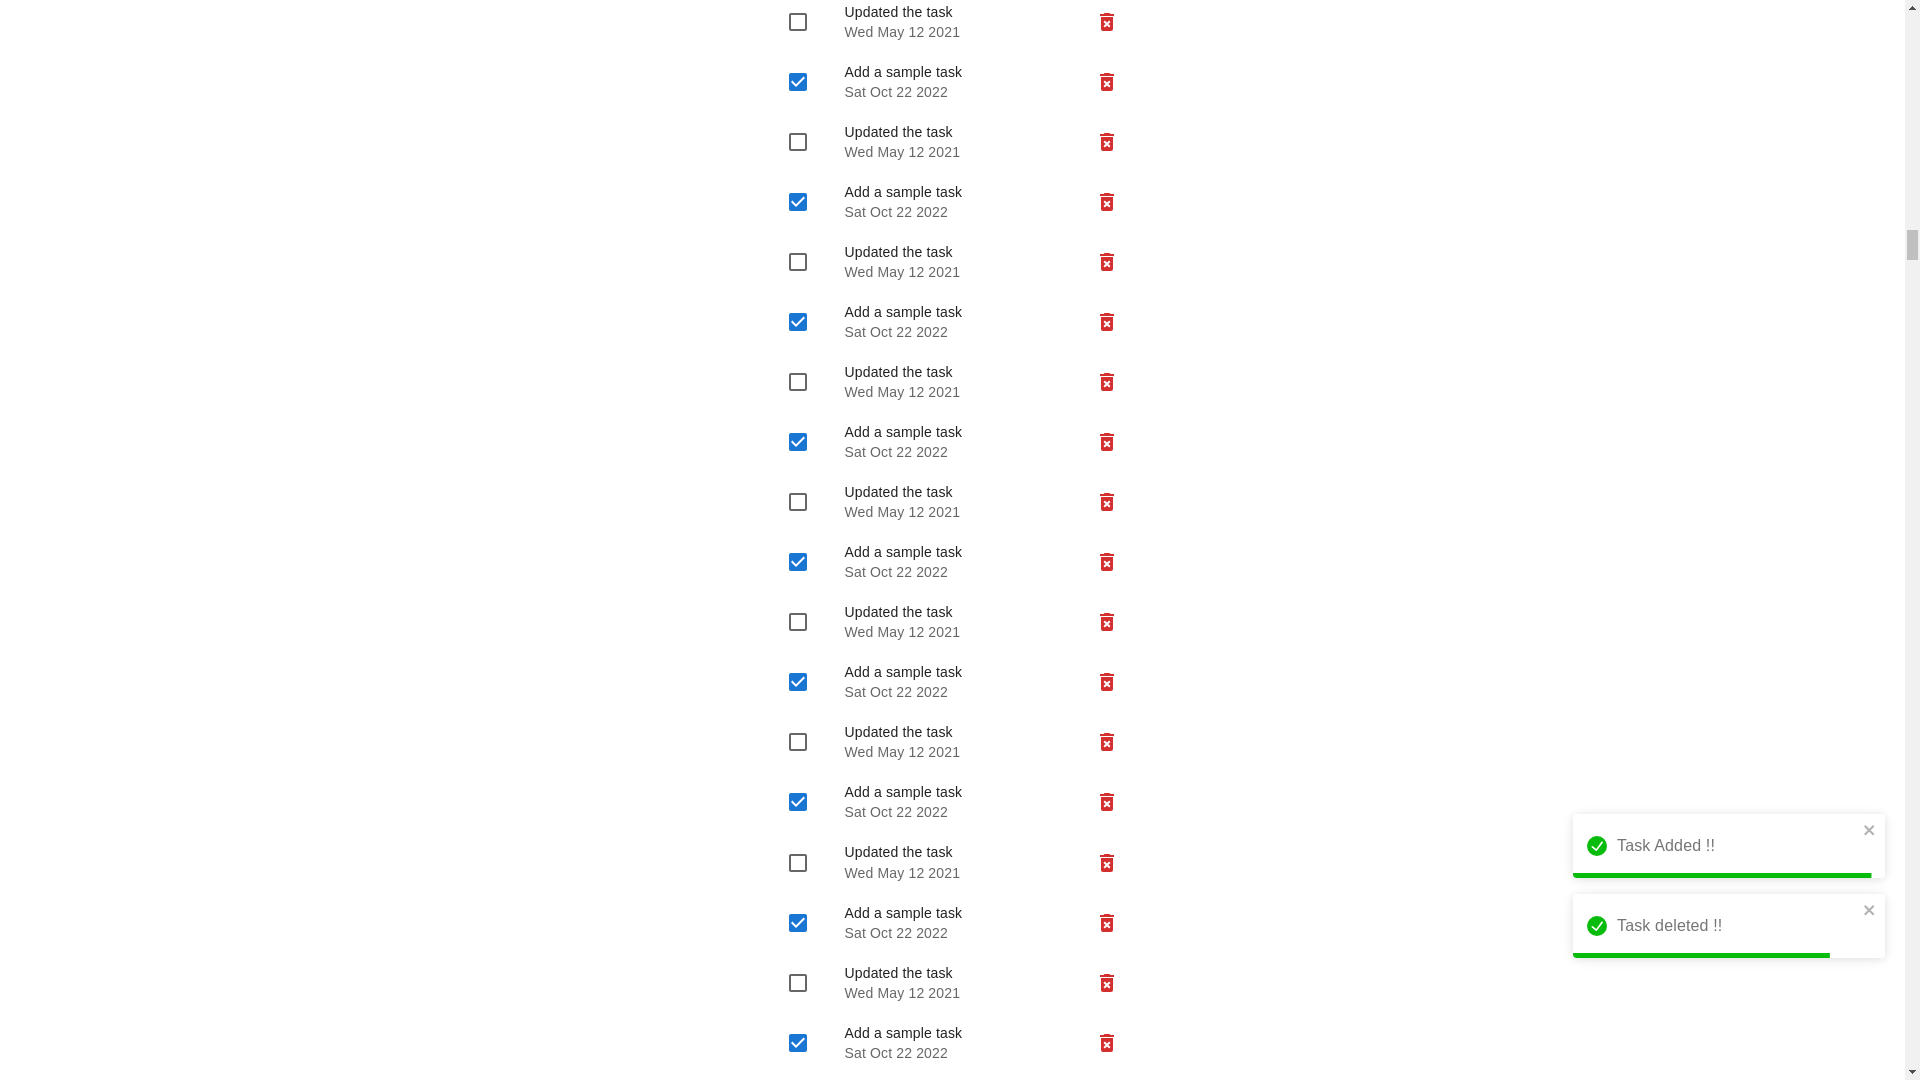 Updated the task
Wed May 12 2021
Add a sample task
Sat Oct 22 2022
Updated the task
Wed May 12 2021
Add a sample task
Sat Oct 22 2022
Updated the task
Wed May 12 2021
Add a sample task
Sat Oct 22 2022
Updated the task
Wed May 12 2021
Add a sample task
Sat Oct 22 2022
Updated the task
Wed May 12 2021
Add a sample task
Sat Oct 22 2022
Updated the task
Wed May 12 2021
Add a sample task
Sat Oct 22 2022
Updated the task
Wed May 12 2021
Add a sample task
Sat Oct 22 2022
Updated the task
Wed May 12 2021
Add a sample task
Sat Oct 22 2022
Updated the task
Wed May 12 2021
Add a sample task
Sat Oct 22 2022
Task Added !!
Task deleted !!